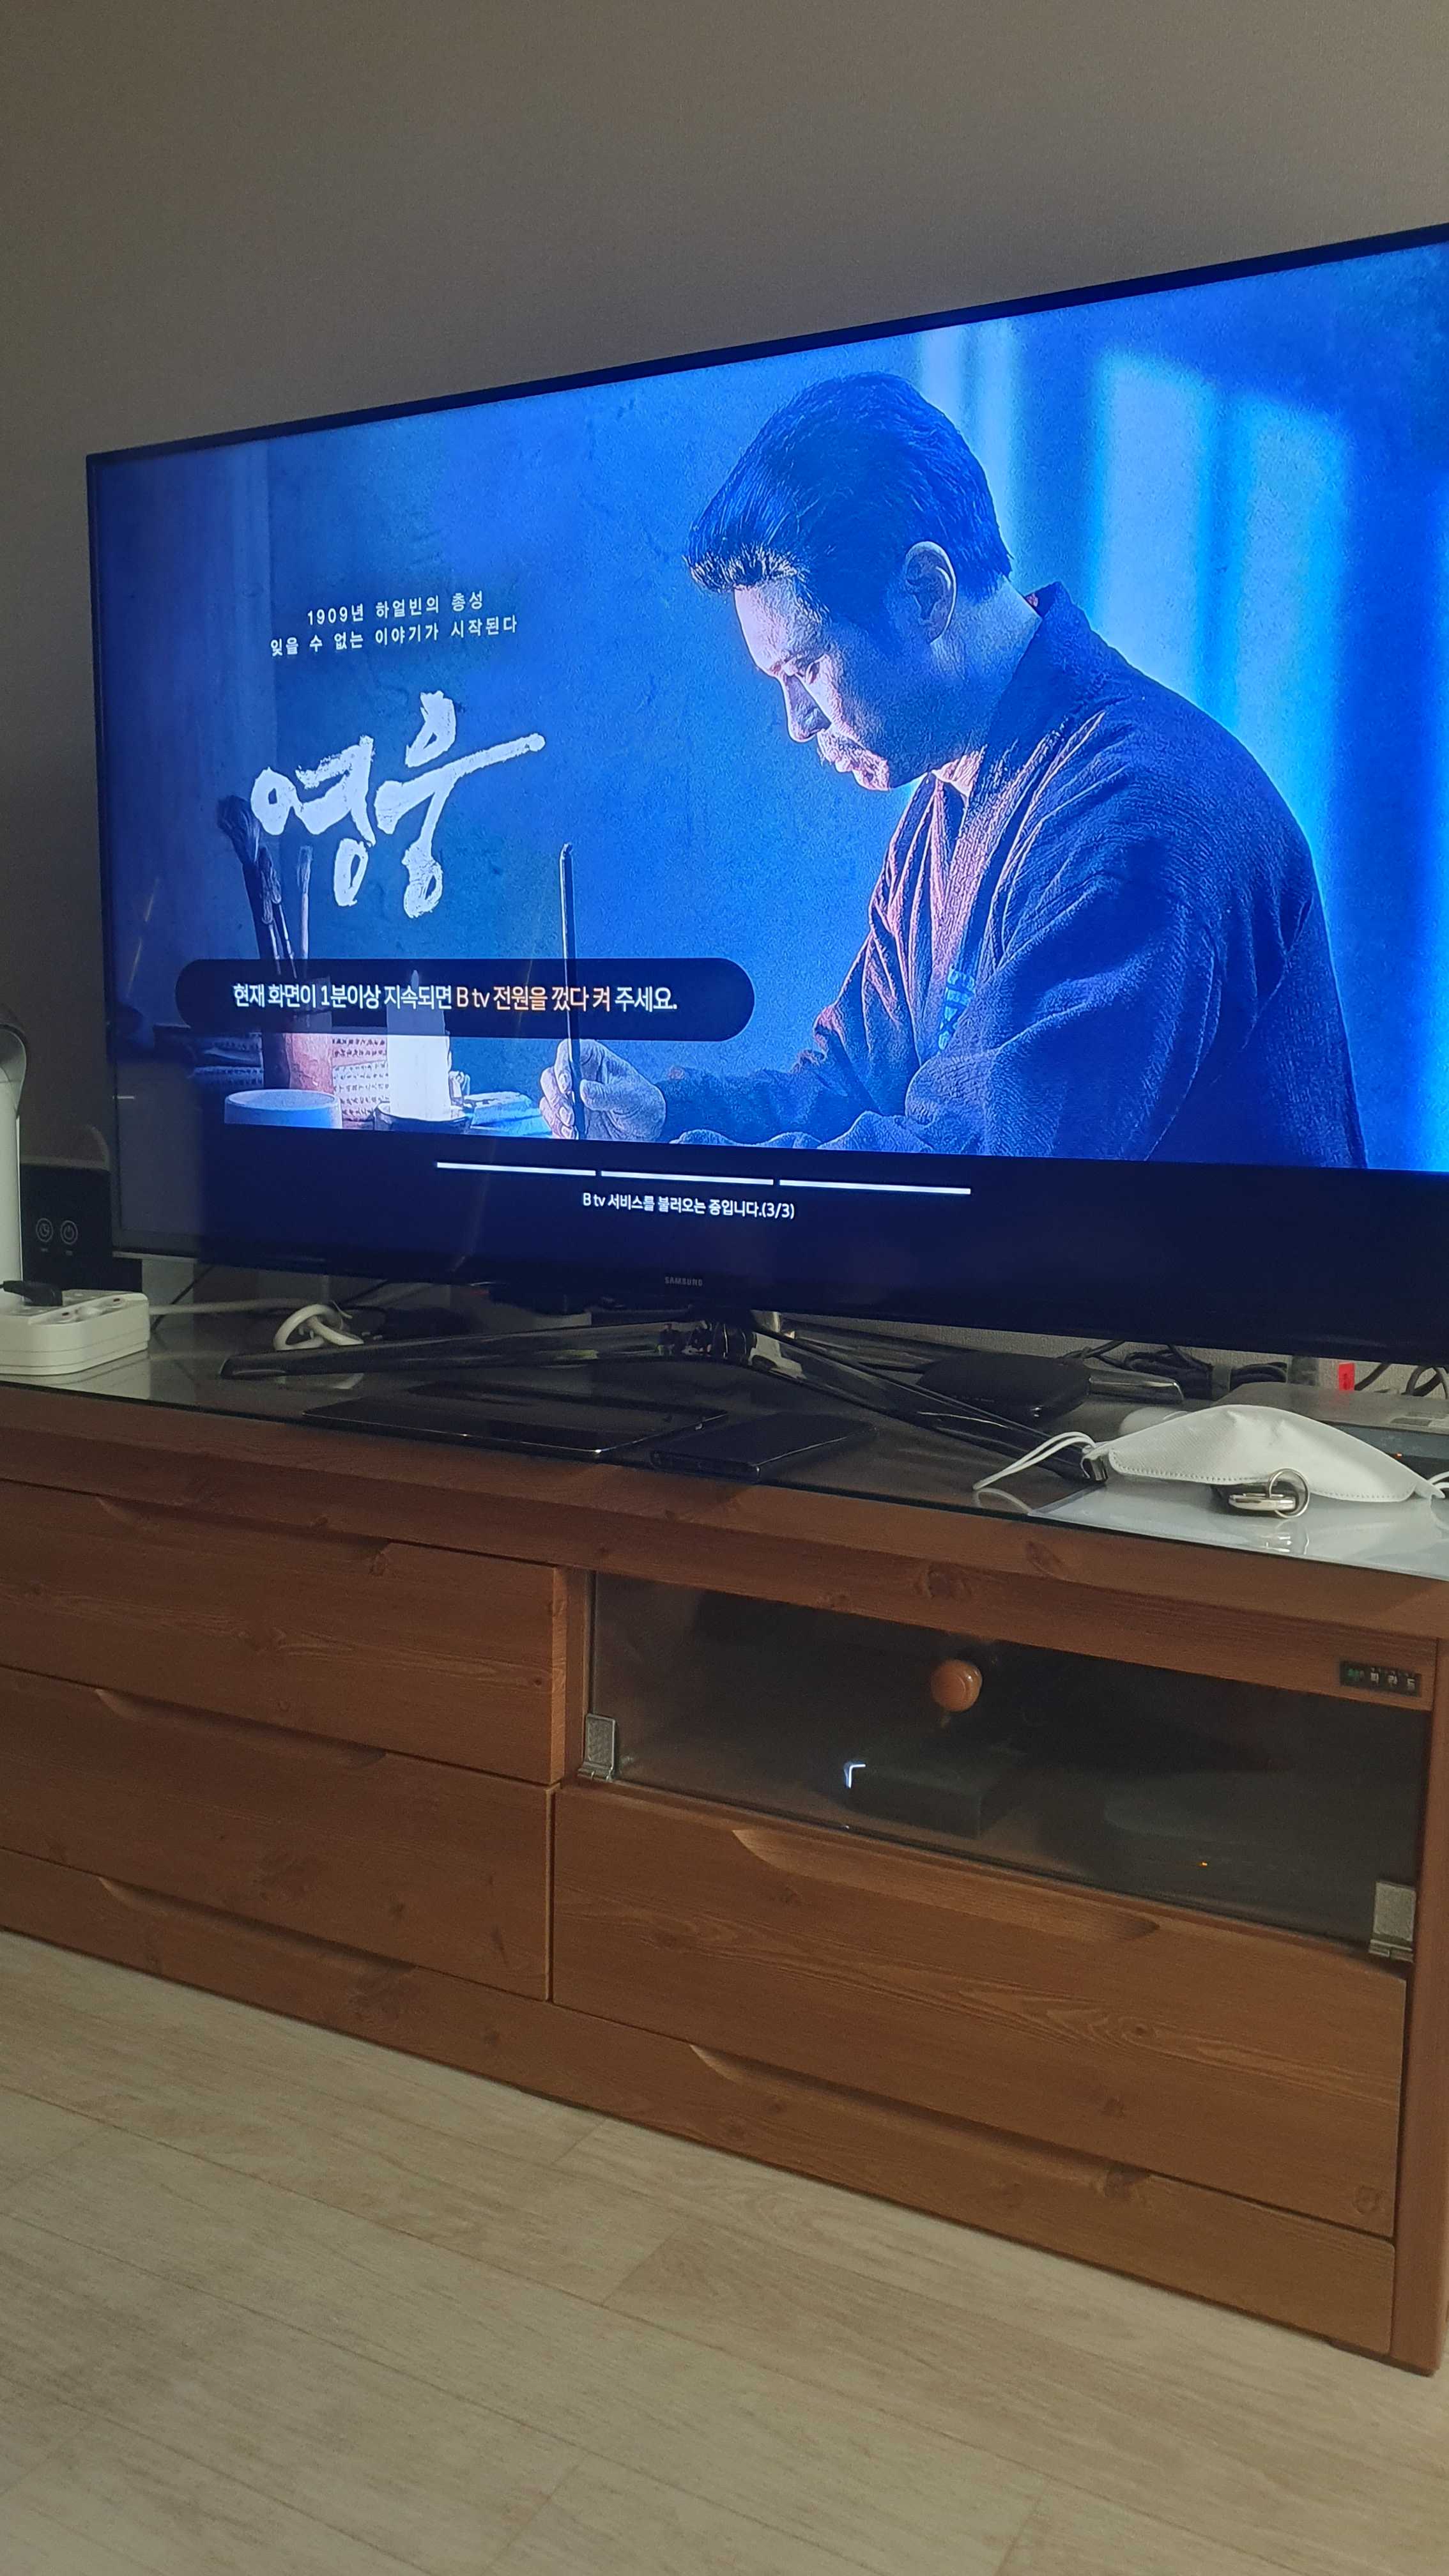 1909년 하얼빈의 총성
잊을 수 없는 이야기가 시작된다
영웅
현재 화면이 1분이상 지속되면 B tv 전원을 껐다 켜 주세요.
B tv 서비스를 불러오는 중입니다.(3/3)
SAMSUNG
파란들